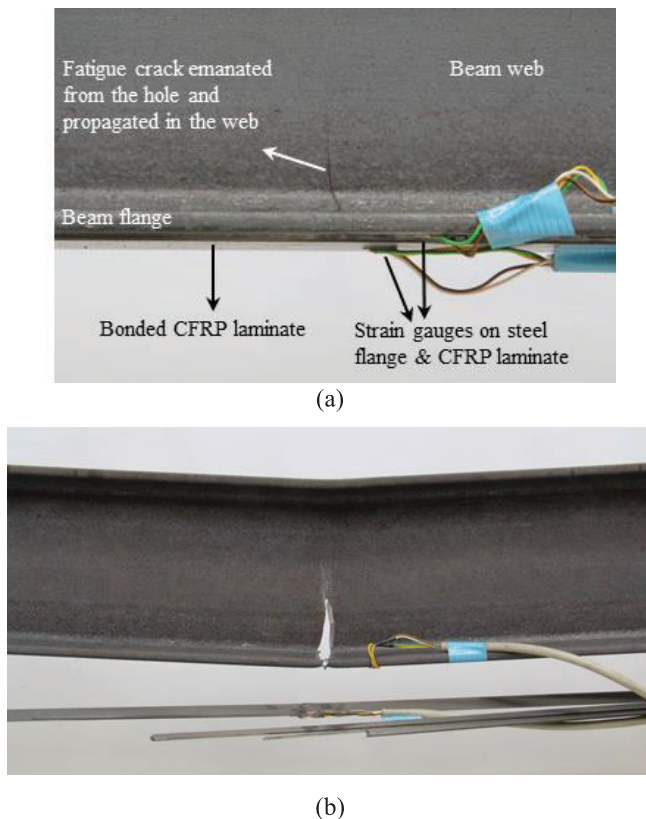 Fatigue crack emanated
from the hole and
propagated in the web
Beam web
Beam flange
Bonded CFRP laminate
Strain gauges on steel
flange & CFRP laminate
(a)
(b)